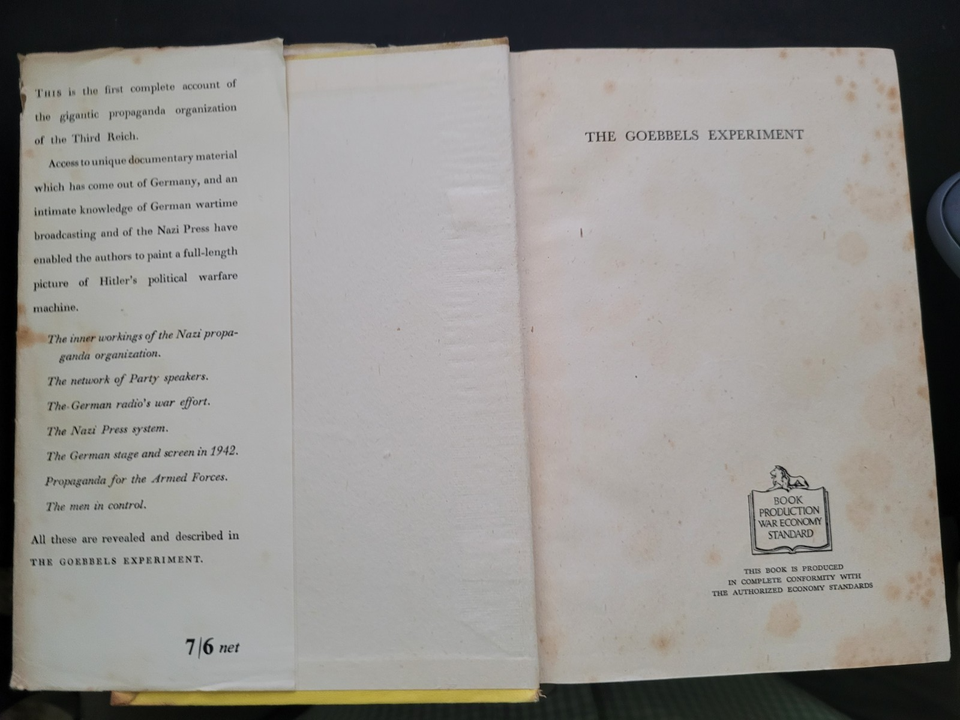 THIS is the first complete account of
the gigantic propaganda organization
of the Third Reich.
Access to unique documentary material
which has come out of Germany, and an
intimate knowledge of German wartime
broadcasting and of the Nazi Press have
enabled the authors to paint a full-length
picture of Hitler's political warfare
machine.
The inner workings of the Nazi propa-
ganda organization.
The network of Party speakers.
The German radio's war effort.
The Nazi Press system.
The German stage and screen in 1942.
Propaganda for the Armed Forces.
The men in control.
All these are revealed and described in
THE GOEBBELS EXPERIMENT.
7/6 net
THE GOEBBELS EXPERIMENT
BOOK
PRODUCTION
WAR ECONOMY
STANDARD
THIS BOOK IS PRODUCED
IN COMPLETE CONFORMITY WITH
THE AUTHORIZED ECONOMY STANDARDS